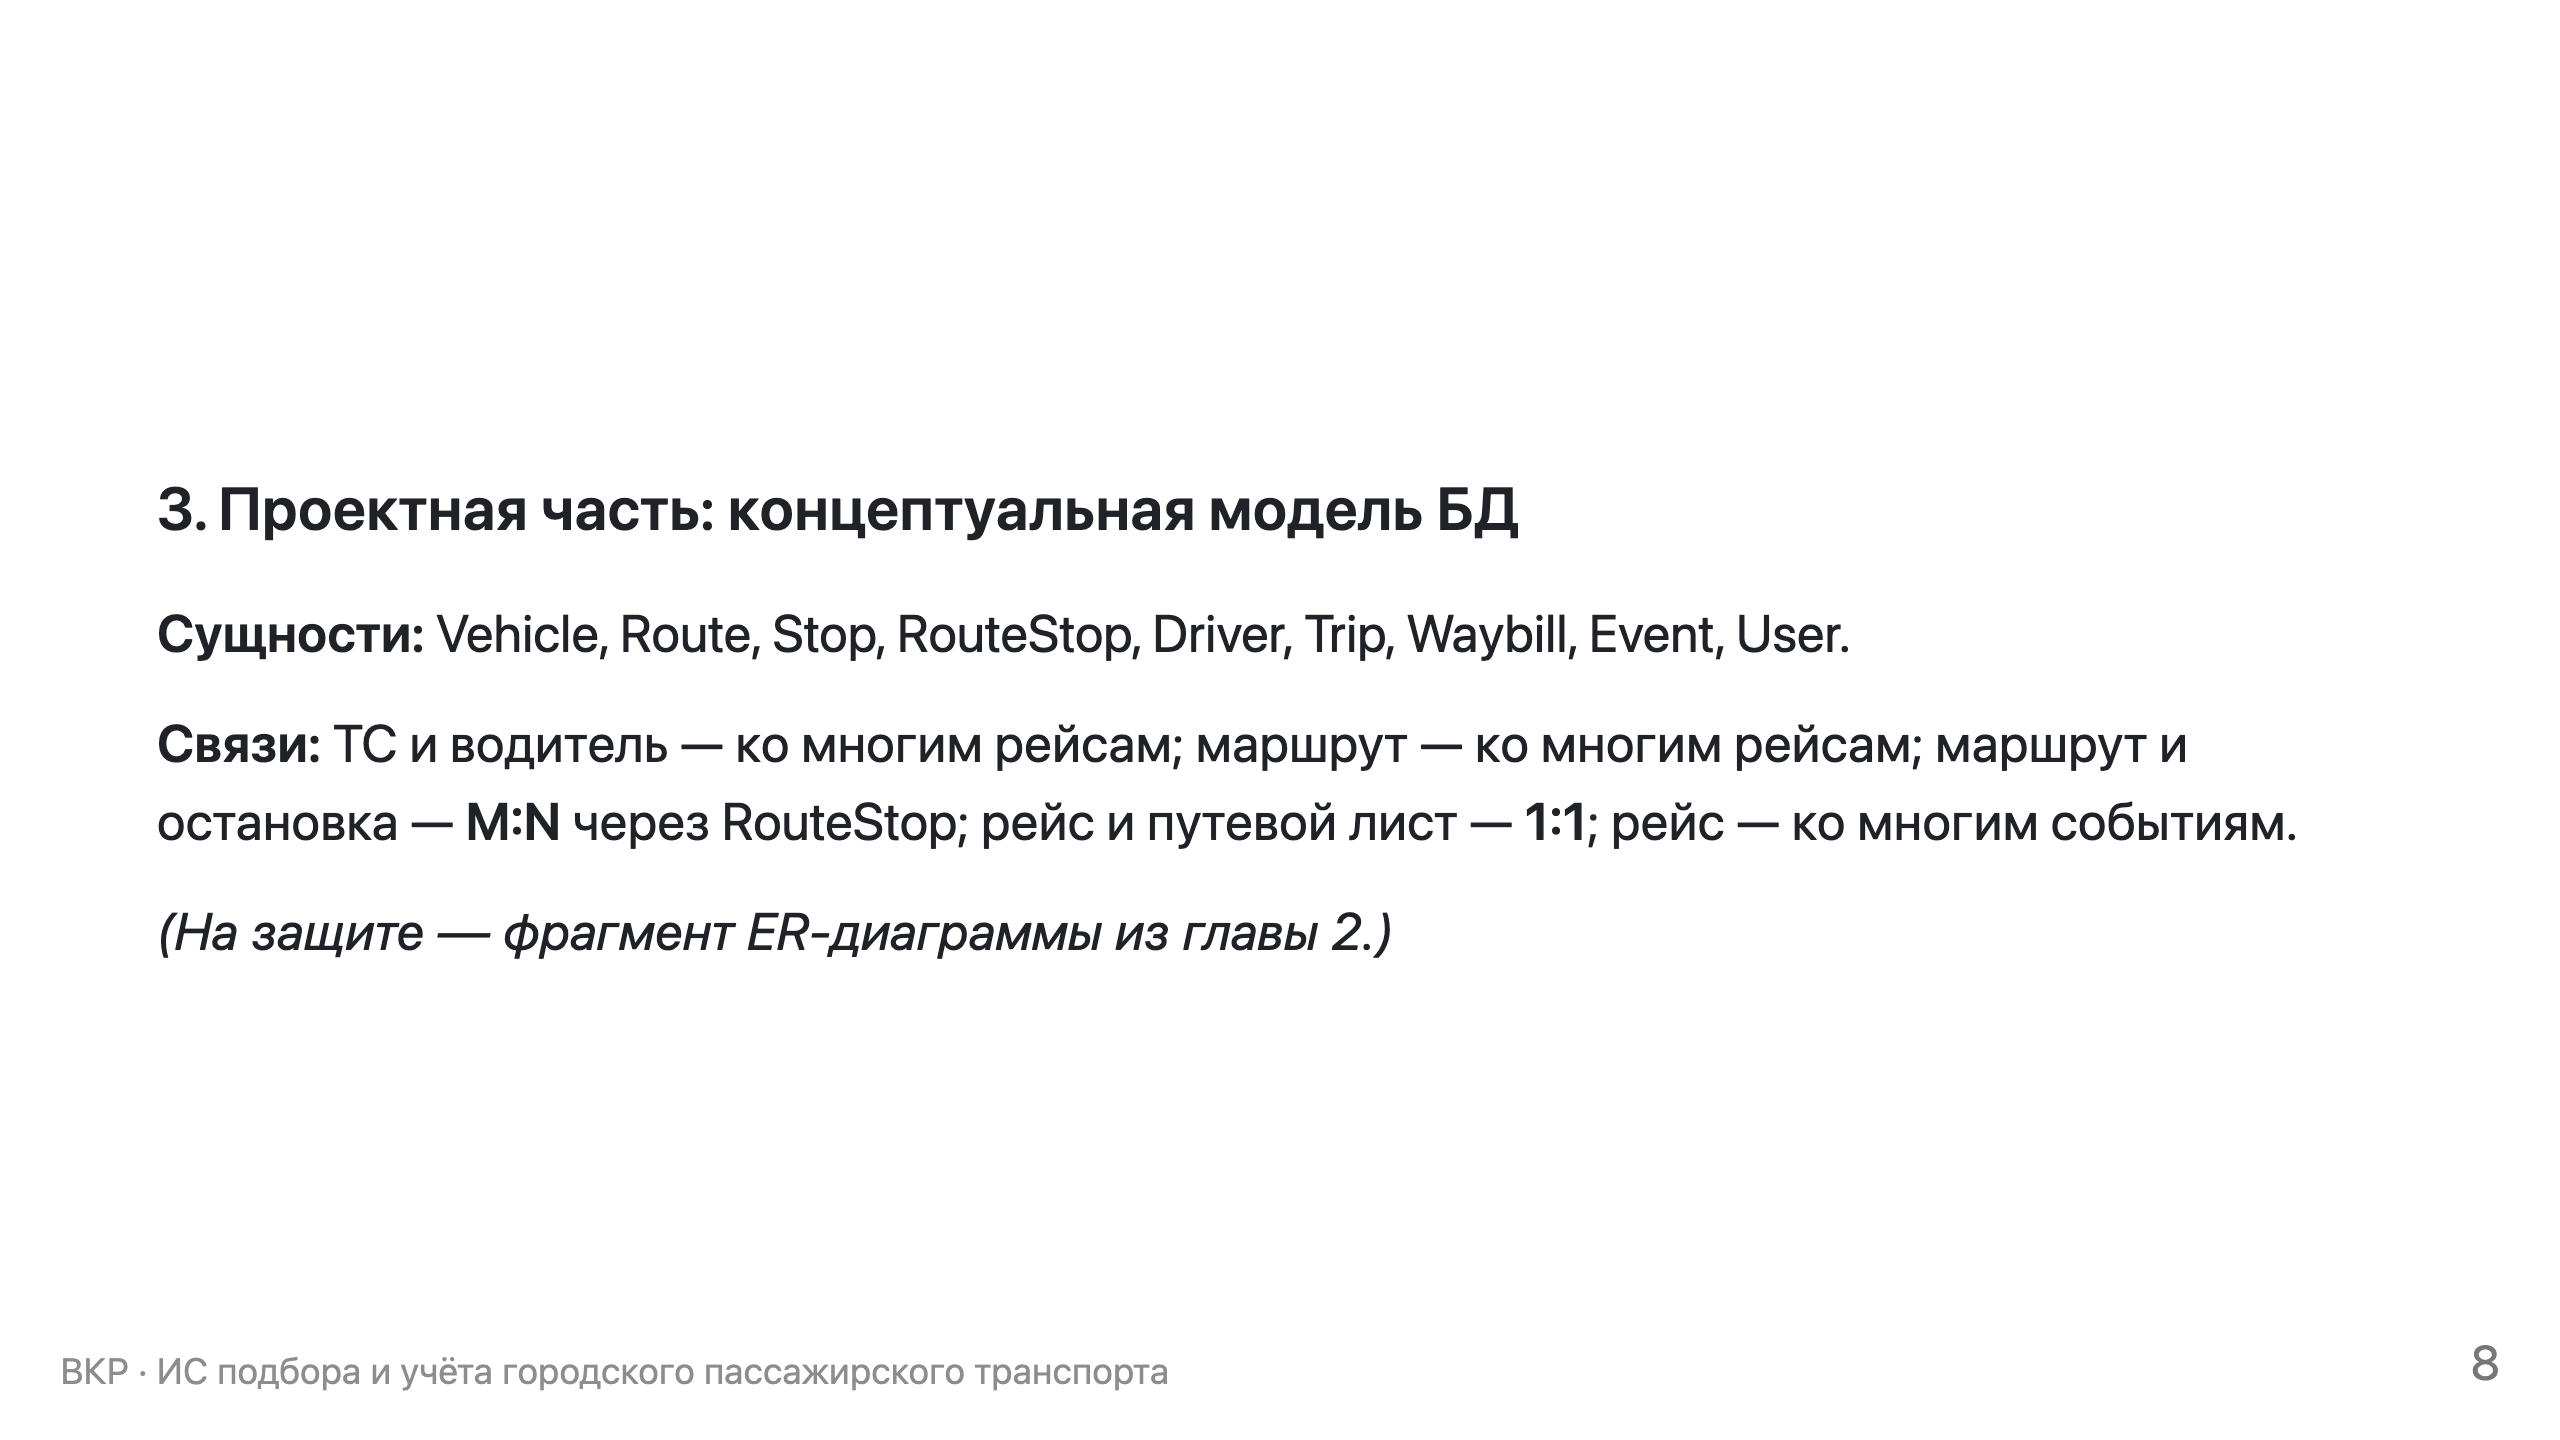 3. Проектная часть: концептуальная модель БД
Сущности: Vehicle, Route, Stop, RouteStop, Driver, Trip, Waybill, Event, User.
Связи: ТС и водитель — ко многим рейсам; маршрут — ко многим рейсам; маршрут и
остановка — M:N через RouteStop; рейс и путевой лист — 1:1; рейс — ко многим событиям.
(На защите — фрагмент ER-диаграммы из главы 2.)
ВКР · ИС подбора и учёта городского пассажирского транспорта
8